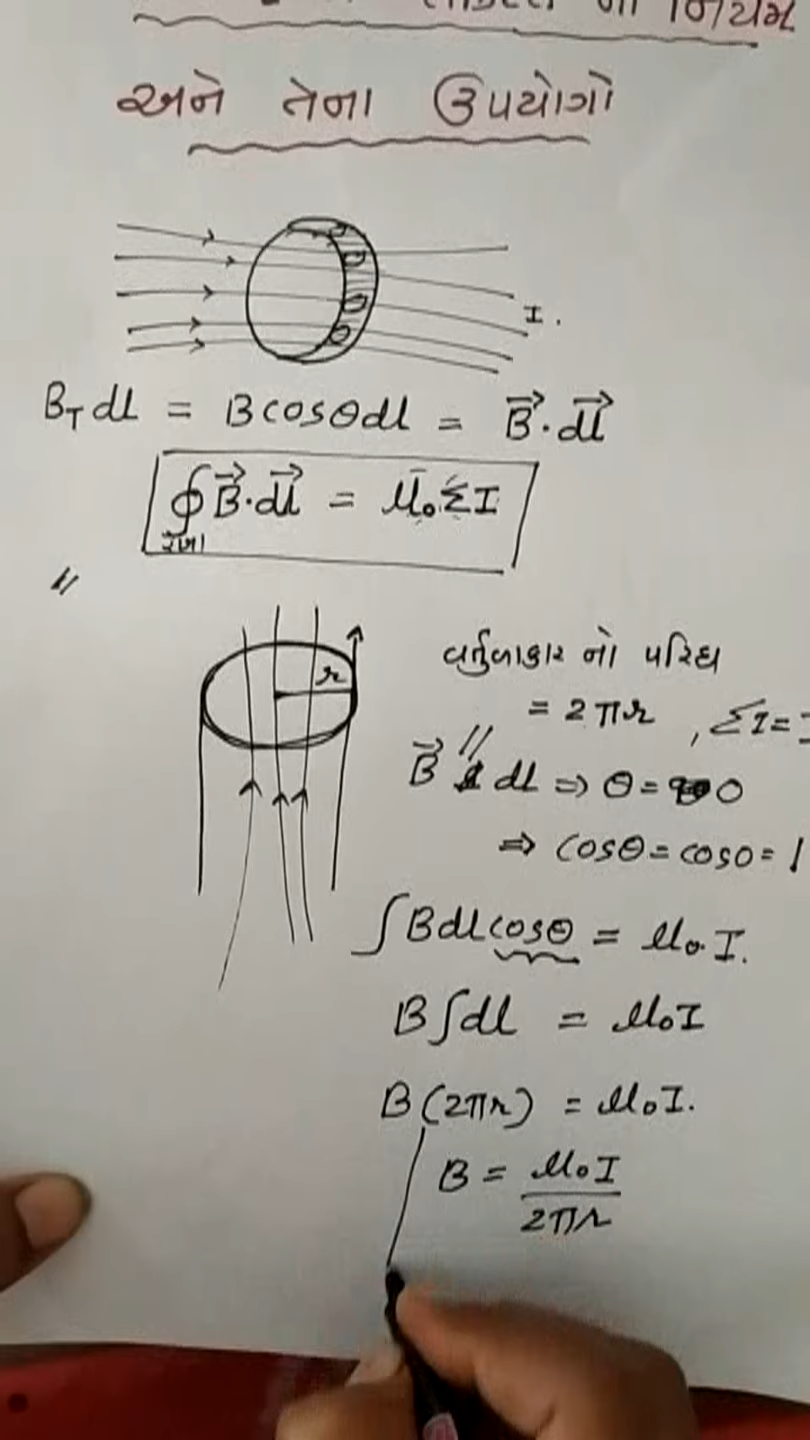 નો નિયમ
અને તેના ઉપયોગો
I.
B_T dl = B cosθ dl = B⃗·dl⃗
∮ B⃗·dl⃗ = μ₀ΣI
રેખા
//
r
વર્તુળાકાર નો પરિઘ
= 2πr , ΣI = I
B⃗ // dl ⇒ θ = 0
⇒ cosθ = cos0 = 1
∫ B dl cosθ = μ₀ I.
B∫dl = μ₀I
B(2πr) = μ₀I.
B = μ₀I / 2πr